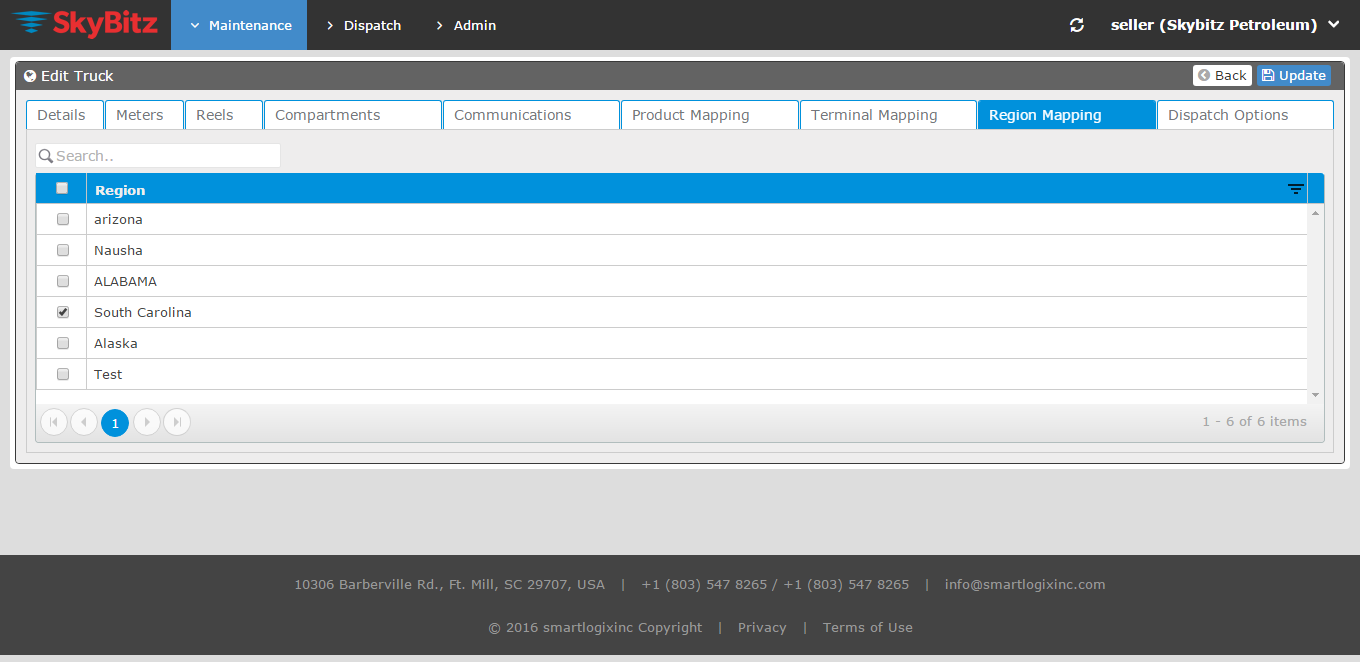 SkyBitz Maintenance Dispatch Admin seller (Skybitz Petroleum)
Edit Truck Back Update
Details Meters Reels Compartments Communications Product Mapping Terminal Mapping Region Mapping Dispatch Options
Search..
Region
arizona
Nausha
ALABAMA
South Carolina
Alaska
Test
1 1 - 6 of 6 items
10306 Barberville Rd., Ft. Mill, SC 29707, USA | +1 (803) 547 8265 / +1 (803) 547 8265 | info@smartlogixinc.com
© 2016 smartlogixinc Copyright | Privacy | Terms of Use